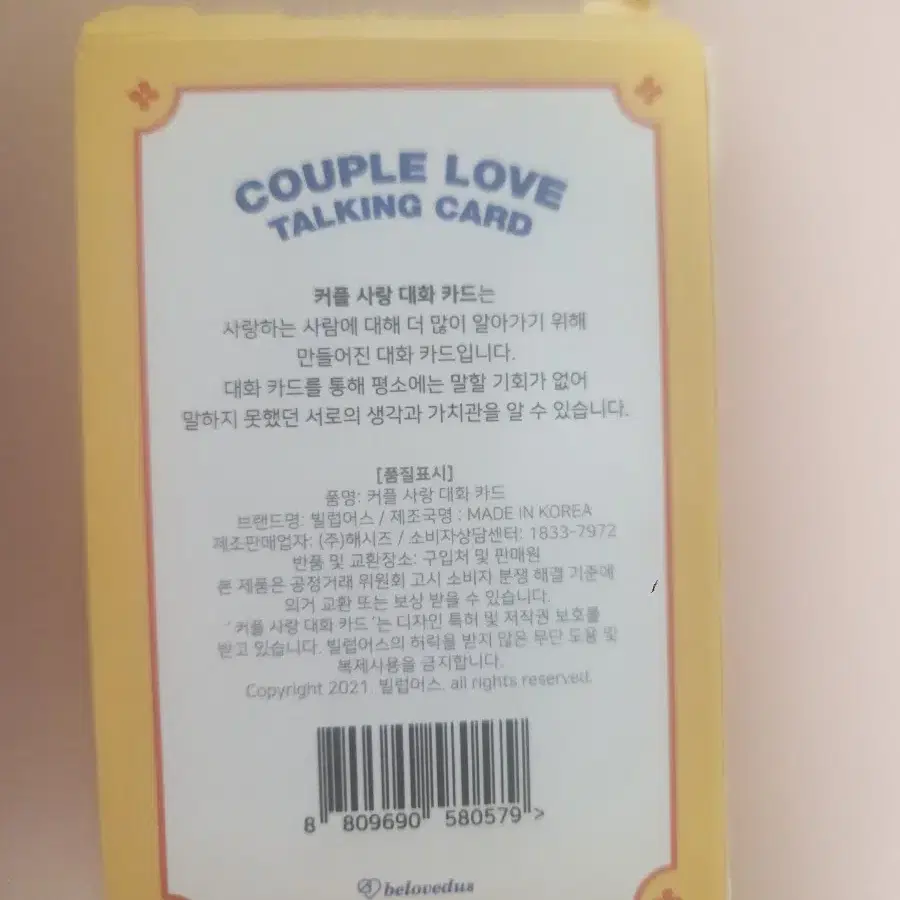 COUPLE LOVE
TALKING CARD
커플 사랑 대화 카드는
사랑하는 사람에 대해 더 많이 알아가기 위해
만들어진 대화 카드입니다.
대화 카드를 통해 평소에는 말할 기회가 없어
말하지 못했던 서로의 생각과 가치관을 알 수 있습니다.
[품질표시]
품명: 커플 사랑 대화 카드
브랜드명: 빌럽어스 / 제조국명 : MADE IN KOREA
제조판매업자: (주)해시즈 / 소비자상담센터: 1833-7972
반품 및 교환장소: 구입처 및 판매원
본 제품은 공정거래 위원회 고시 소비자 분쟁 해결 기준에
의거 교환 또는 보상 받을 수 있습니다.
' 커플 사랑 대화 카드 '는 디자인 특허 및 저작권 보호를
받고 있습니다. 빌럽어스의 허락을 받지 않은 무단 도용 및
복제사용을 금지합니다.
Copyright 2021. 빌럽어스. all rights reserved.
8 809690 580579 >
belovedus